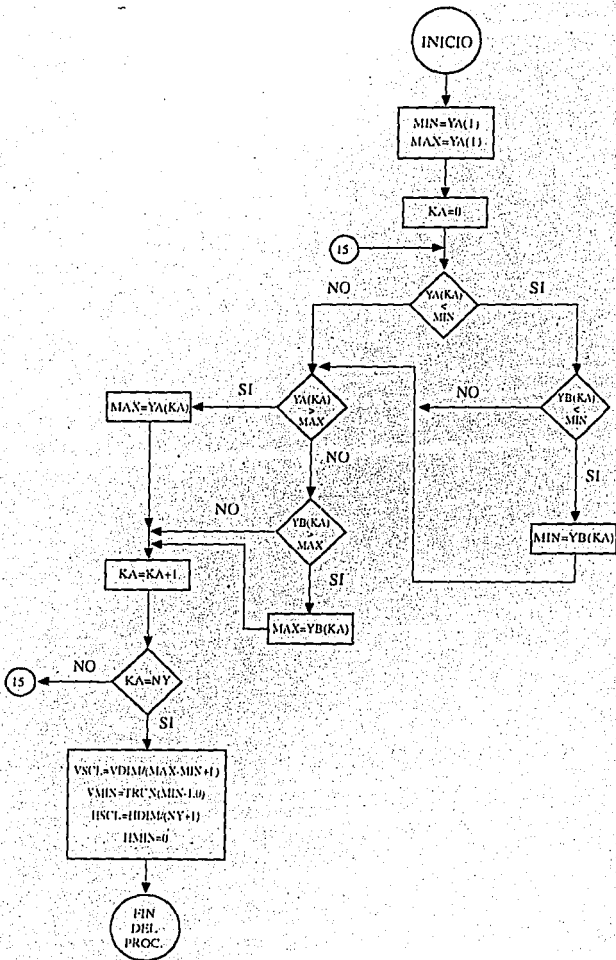 INICIO
MIN=YA(1)
MAX=YA(1)
KA=0
15
NO
YA(KA)
<
MIN
SI
MAX=YA(KA)
SI
YA(KA)
>
MAX
NO
YB(KA)
<
MIN
NO
SI
NO
YB(KA)
>
MAX
MIN=YB(KA)
KA=KA+1
SI
MAX=YB(KA)
NO
15
KA=NY
SI
VSCL=VDIM/(MAX-MIN+1)
VMIN=TRUN(MIN-1.0)
HSCL=HDIM/(NY+1)
HMIN=0
FIN
DEL
PROC.